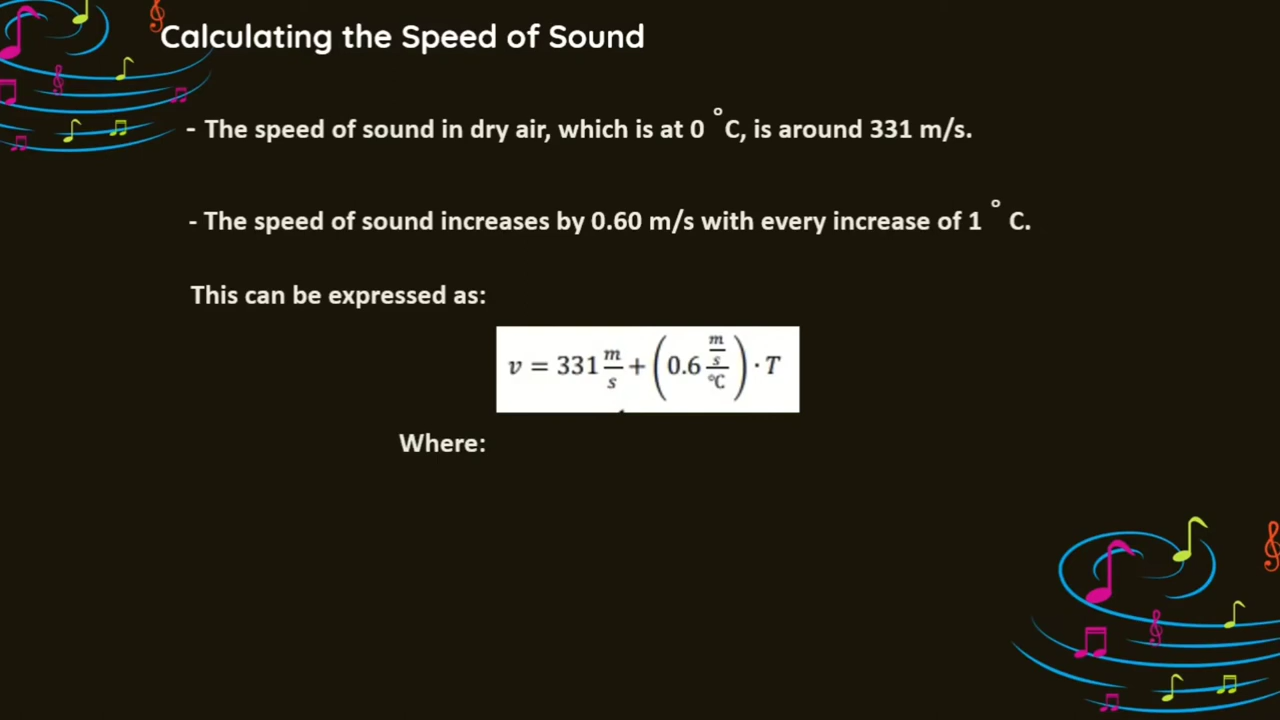 Calculating the Speed of Sound
- The speed of sound in dry air, which is at 0 °C, is around 331 m/s.
- The speed of sound increases by 0.60 m/s with every increase of 1 ° C.
This can be expressed as:
v = 331 m/s + (0.6 m/s/°C) · T
Where: